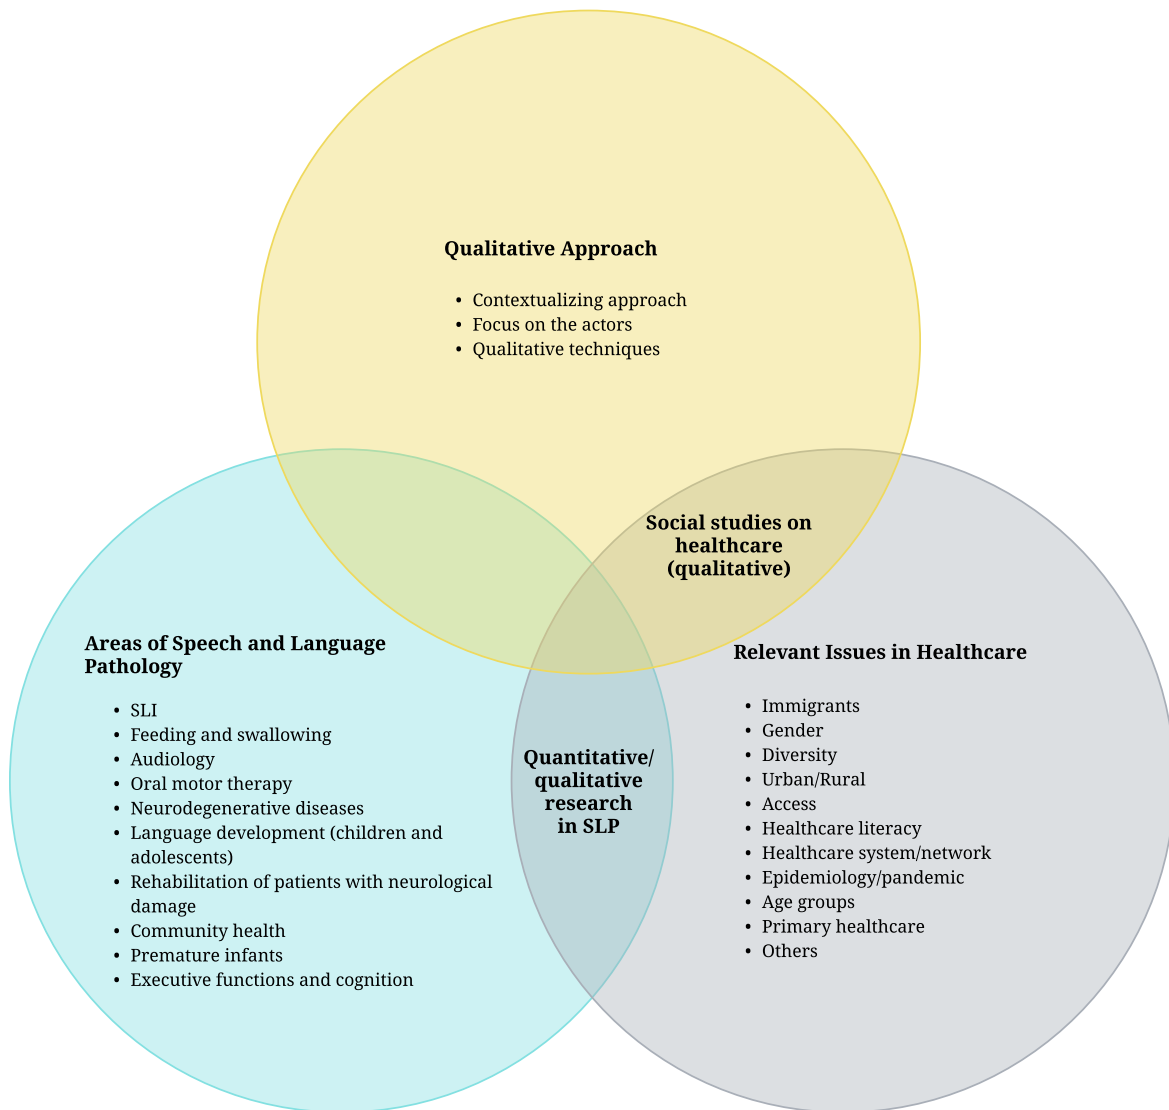 Qualitative Approach
• Contextualizing approach
• Focus on the actors
• Qualitative techniques
Social studies on
healthcare
(qualitative)
Areas of Speech and Language
Pathology
• SLI
• Feeding and swallowing
• Audiology
• Oral motor therapy
• Neurodegenerative diseases
• Language development (children and
adolescents)
• Rehabilitation of patients with neurological
damage
• Community health
• Premature infants
• Executive functions and cognition
Quantitative/
qualitative
research
in SLP
Relevant Issues in Healthcare
• Immigrants
• Gender
• Diversity
• Urban/Rural
• Access
• Healthcare literacy
• Healthcare system/network
• Epidemiology/pandemic
• Age groups
• Primary healthcare
• Others